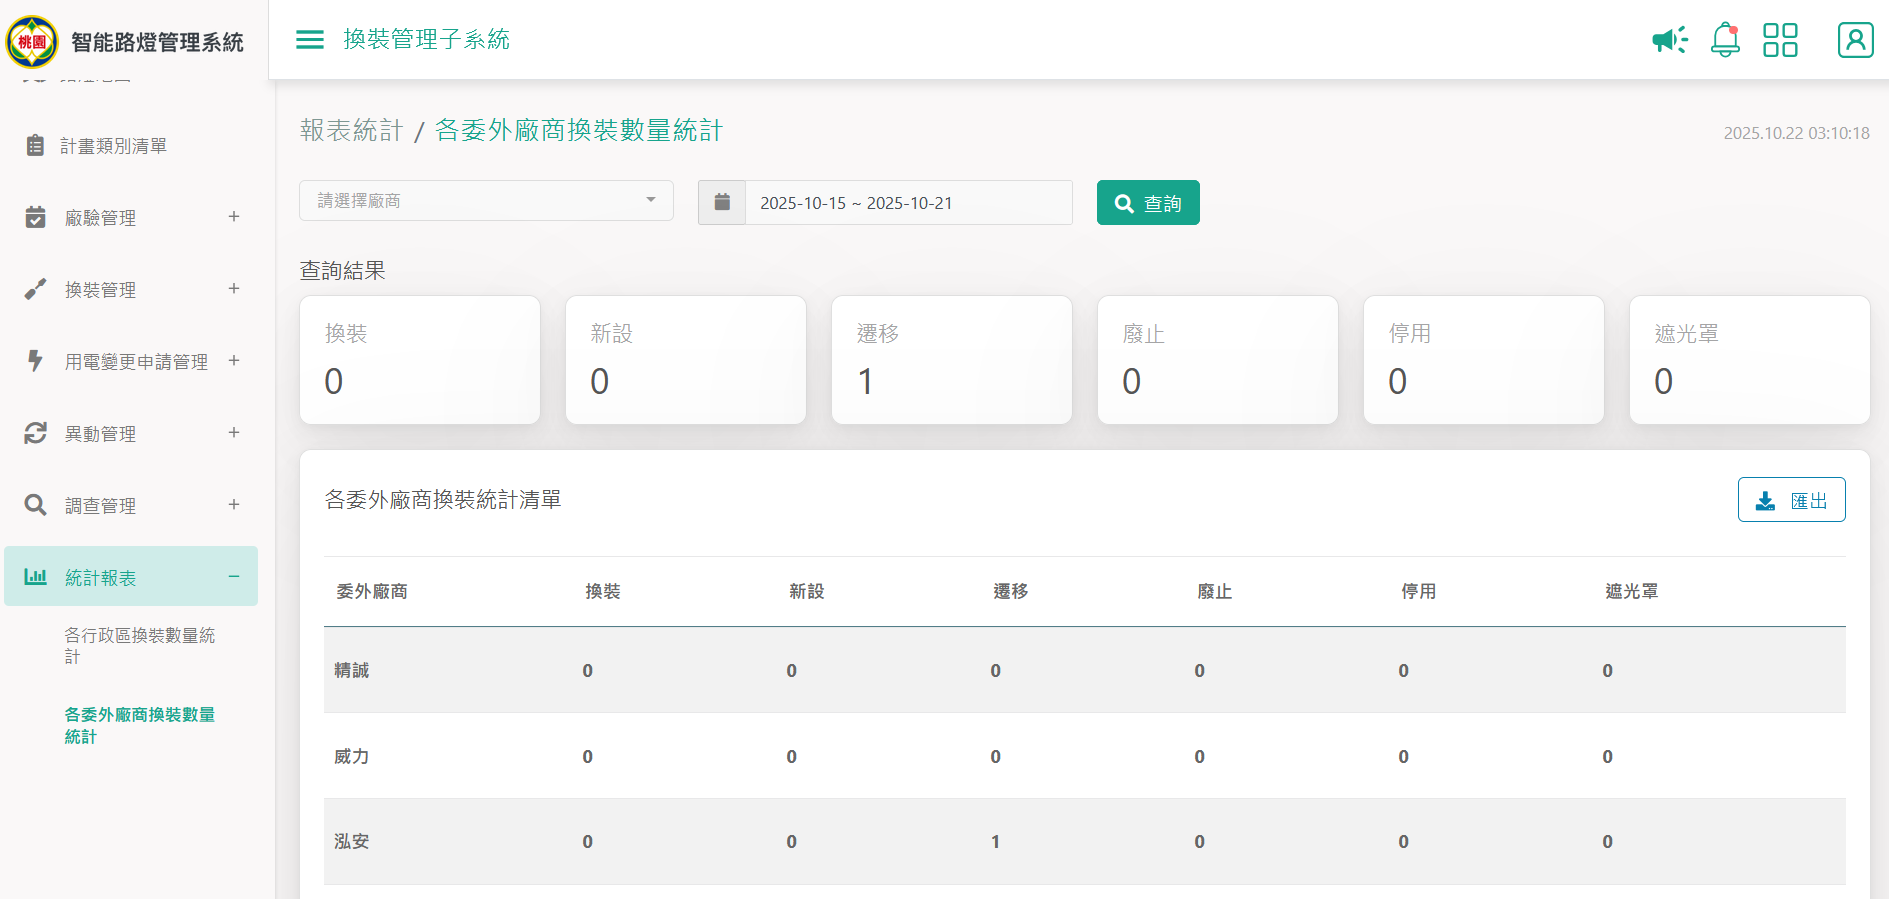 桃園
智能路燈管理系統
換裝管理子系統
計畫類別清單
廠驗管理 +
換裝管理 +
用電變更申請管理 +
異動管理 +
調查管理 +
統計報表 −
各行政區換裝數量統
計
各委外廠商換裝數量
統計
報表統計 / 各委外廠商換裝數量統計
2025.10.22 03:10:18
請選擇廠商
2025-10-15 ~ 2025-10-21
查詢
查詢結果
換裝 新設 遷移 廢止 停用 遮光罩
0 0 1 0 0 0
各委外廠商換裝統計清單
匯出
委外廠商 換裝 新設 遷移 廢止 停用 遮光罩
精誠 0 0 0 0 0 0
威力 0 0 0 0 0 0
泓安 0 0 1 0 0 0